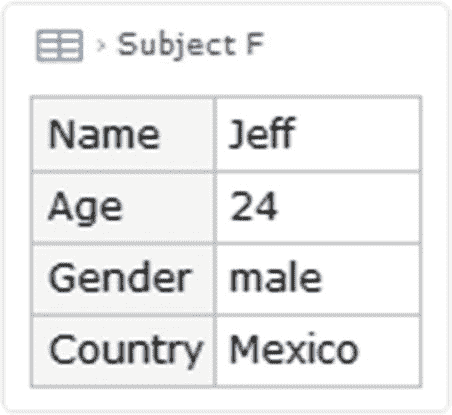 › Subject F
Name Jeff
Age 24
Gender male
Country Mexico